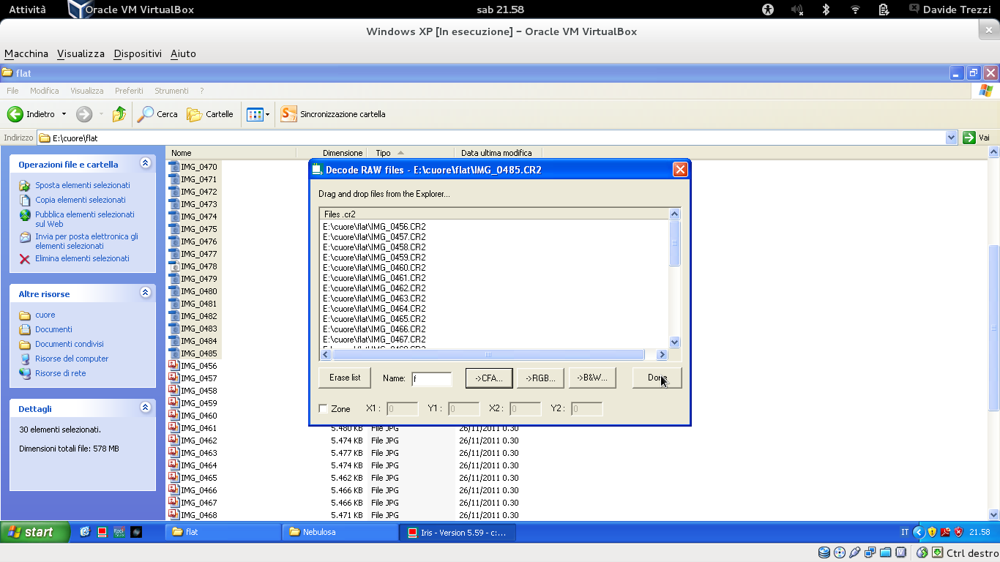 Attività Oracle VM VirtualBox sab 21.58 Davide Trezzi
Windows XP [In esecuzione] – Oracle VM VirtualBox
Macchina Visualizza Dispositivi Aiuto
flat
File Modifica Visualizza Preferiti Strumenti ?
Indietro Cerca Cartelle Sincronizzazione cartella
Indirizzo E:\cuore\flat Vai
Operazioni file e cartella
Sposta elementi selezionati
Copia elementi selezionati
Pubblica elementi selezionati
sul Web
Invia per posta elettronica gli
elementi selezionati
Elimina elementi selezionati
Altre risorse
cuore
Documenti
Documenti condivisi
Risorse del computer
Risorse di rete
Dettagli
30 elementi selezionati.
Dimensioni totali file: 578 MB
Nome Dimensione Tipo Data ultima modifica
IMG_0470
IMG_0471
IMG_0472
IMG_0473
IMG_0474
IMG_0475
IMG_0476
IMG_0477
IMG_0478
IMG_0479
IMG_0480
IMG_0481
IMG_0482
IMG_0483
IMG_0484
IMG_0485
IMG_0456
IMG_0457
IMG_0458
IMG_0459
IMG_0460
IMG_0461 5.480 KB File JPG 26/11/2011 0.30
IMG_0462 5.474 KB File JPG 26/11/2011 0.30
IMG_0463 5.477 KB File JPG 26/11/2011 0.30
IMG_0464 5.474 KB File JPG 26/11/2011 0.30
IMG_0465 5.462 KB File JPG 26/11/2011 0.30
IMG_0466 5.466 KB File JPG 26/11/2011 0.30
IMG_0467 5.466 KB File JPG 26/11/2011 0.30
IMG_0468 5.471 KB File JPG 26/11/2011 0.30
Decode RAW files - E:\cuore\flat\IMG_0485.CR2
Drag and drop files from the Explorer...
Files .cr2
E:\cuore\flat\IMG_0456.CR2
E:\cuore\flat\IMG_0457.CR2
E:\cuore\flat\IMG_0458.CR2
E:\cuore\flat\IMG_0459.CR2
E:\cuore\flat\IMG_0460.CR2
E:\cuore\flat\IMG_0461.CR2
E:\cuore\flat\IMG_0462.CR2
E:\cuore\flat\IMG_0463.CR2
E:\cuore\flat\IMG_0464.CR2
E:\cuore\flat\IMG_0465.CR2
E:\cuore\flat\IMG_0466.CR2
E:\cuore\flat\IMG_0467.CR2
Erase list Name: f ->CFA... ->RGB... ->B&W... Done
Zone X1 : 0 Y1 : 0 X2 : 0 Y2 : 0
start flat Nebulosa Iris - Version 5.59 - c:... IT 21.58
Ctrl destro